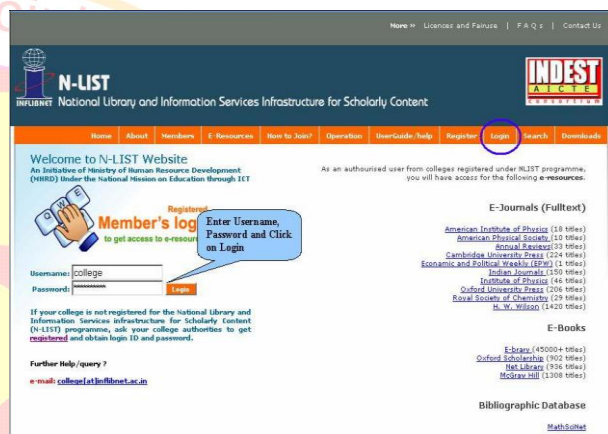 More >> Licences and Fairuse | F A Q s | Contact Us
N-LIST
INFLIBNET National Library and Information Services Infrastructure for Scholarly Content
INDEST
AICTE
consortium
Home About Members E-Resources How to Join? Operation UserGuide/help Register Login Search Downloads
Welcome to N-LIST Website
An Initiative of Ministry of Human Resource Development
(MHRD) Under the National Mission on Education through ICT
As an authourised user from colleges registered under NLIST programme,
you will have access for the following e-resources.
Q W E
Registered
Member's log
to get access to e-resour
Enter Username,
Password and Click
on Login
Username: college
Password: ************
Login
If your college is not registered for the National Library and
Information Services infrastructure for Scholarly Content
(N-LIST) programme, ask your college authorities to get
registered and obtain login ID and password.
Further Help/query ?
e-mail: college[at]inflibnet.ac.in
E-Journals (Fulltext)
American Institute of Physics (18 titles)
American Physical Society (10 titles)
Annual Reviews(33 titles)
Cambridge University Press (224 titles)
Economic and Political Weekly (EPW) (1 titles)
Indian Journals (150 titles)
Institute of Physics (46 titles)
Oxford University Press (206 titles)
Royal Society of Chemistry (29 titles)
H. W. Wilson (1420 titles)
E-Books
E-brary (45000+ titles)
Oxford Scholarship (902 titles)
Net Library (936 titles)
McGraw Hill (1308 titles)
Bibliographic Database
MathSciNet